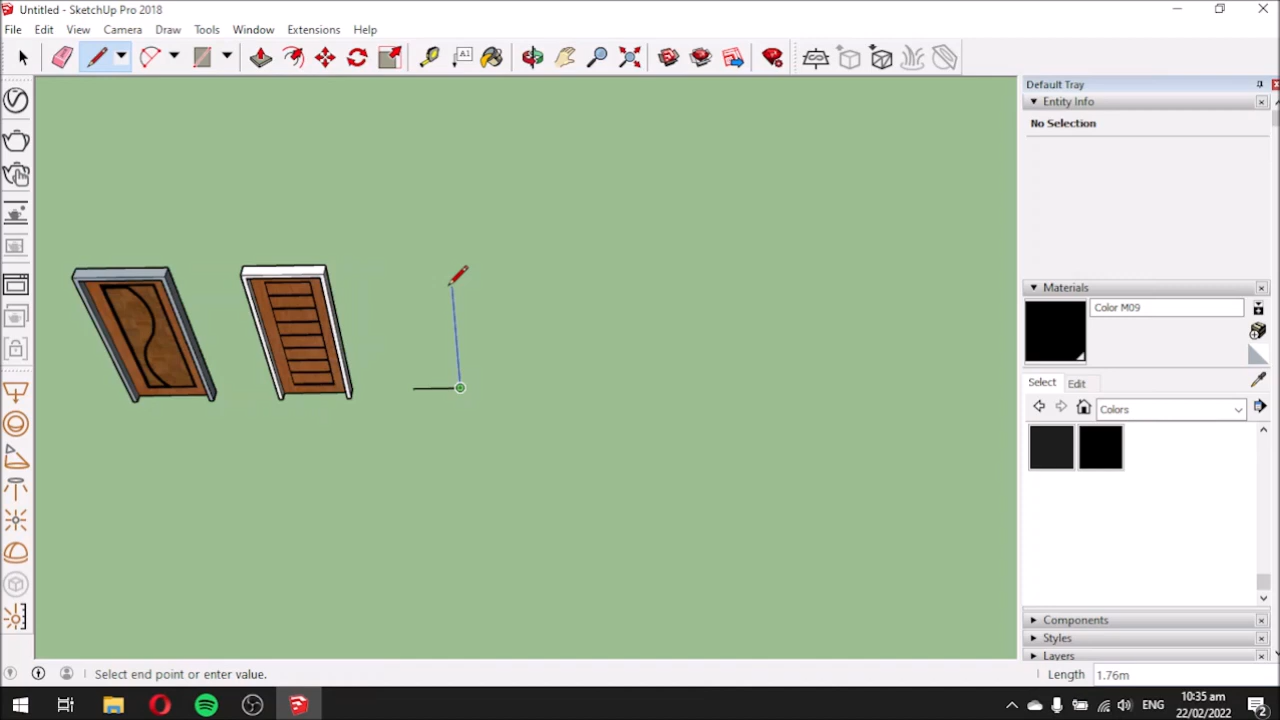 Untitled - SketchUp Pro 2018
File Edit View Camera Draw Tools Window Extensions Help
A1
Default Tray
Entity Info
No Selection
Materials
Color M09
Select Edit
Colors
Components
Styles
Layers
Select end point or enter value.
Length 1.76m
ENG
10:35 am
22/02/2022
2